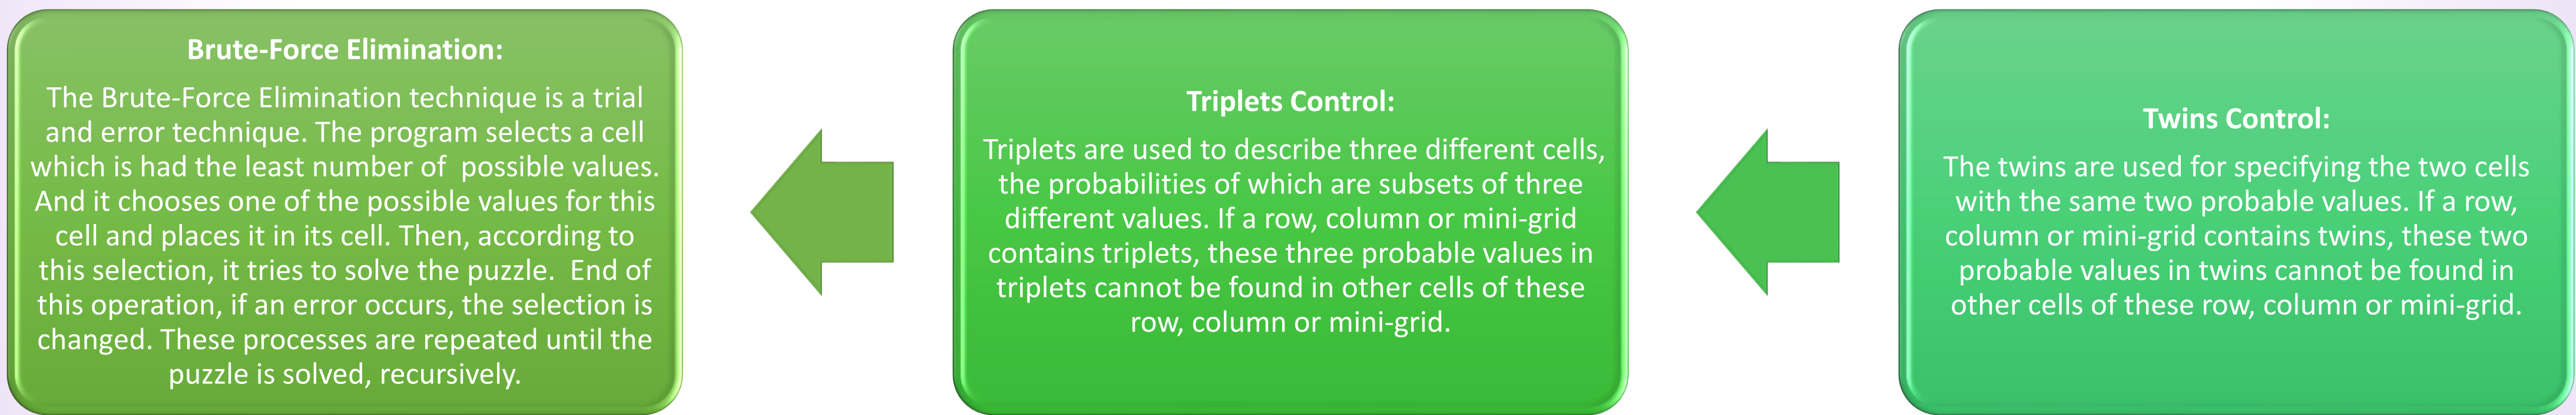 Brute-Force Elimination:
The Brute-Force Elimination technique is a trial
and error technique. The program selects a cell
which is had the least number of  possible values.
And it chooses one of the possible values for this
cell and places it in its cell. Then, according to
this selection, it tries to solve the puzzle.  End of
this operation, if an error occurs, the selection is
changed. These processes are repeated until the
puzzle is solved, recursively.
Triplets Control:
Triplets are used to describe three different cells,
the probabilities of which are subsets of three
different values. If a row, column or mini-grid
contains triplets, these three probable values in
triplets cannot be found in other cells of these
row, column or mini-grid.
Twins Control:
The twins are used for specifying the two cells
with the same two probable values. If a row,
column or mini-grid contains twins, these two
probable values in twins cannot be found in
other cells of these row, column or mini-grid.